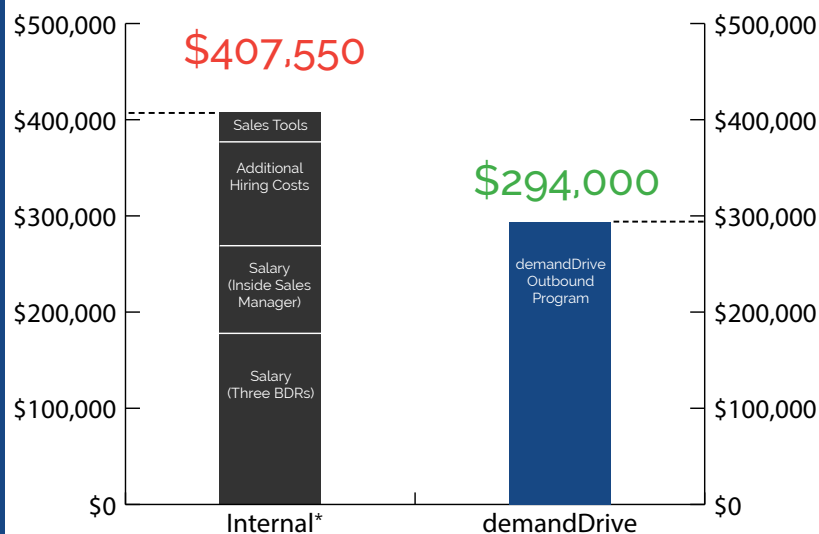 $500,000
$400,000
$300,000
$200,000
$100,000
$0
$407,550
Sales Tools
Additional
Hiring Costs
Salary
(Inside Sales
Manager)
Salary
(Three BDRs)
Internal*
$294,000
demandDrive
Outbound
Program
demandDrive
$500,000
$400,000
$300,000
$200,000
$100,000
$0